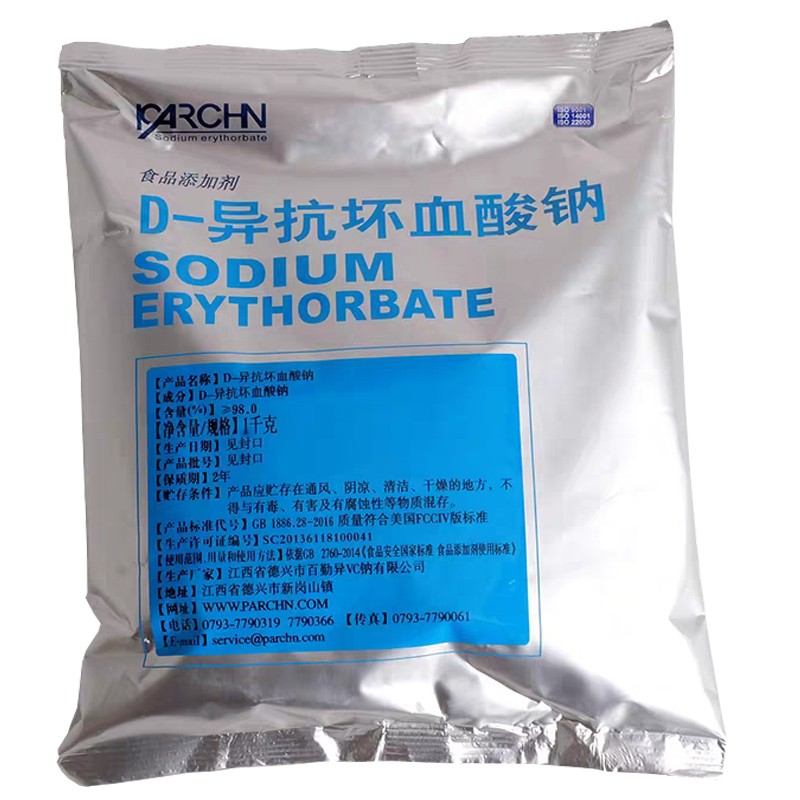 PARCHN
Sodium erythorbate
ISO 9001
ISO 14001
ISO 22000
食品添加剂
D-异抗坏血酸钠
SODIUM
ERYTHORBATE
【产品名称】D-异抗坏血酸钠
【成分】D-异抗坏血酸钠
【含量(%)】≥98.0
【净含量/规格】1千克
【生产日期】见封口
【产品批号】见封口
【保质期】2年
【贮存条件】产品应贮存在通风、阴凉、清洁、干燥的地方，不
得与有毒、有害及有腐蚀性等物质混存。
【产品标准代号】GB 1886.28-2016 质量符合美国FCCIV版标准
【生产许可证编号】SC20136118100041
【使用范围、用量和使用方法】依据GB 2760-2014《食品安全国家标准 食品添加剂使用标准》
【生产厂家】江西省德兴市百勤异VC钠有限公司
【地址】江西省德兴市新岗山镇
【网址】WWW.PARCHN.COM
【电话】0793-7790319 7790366 【传真】0793-7790061
【E-mail】service@parchn.com